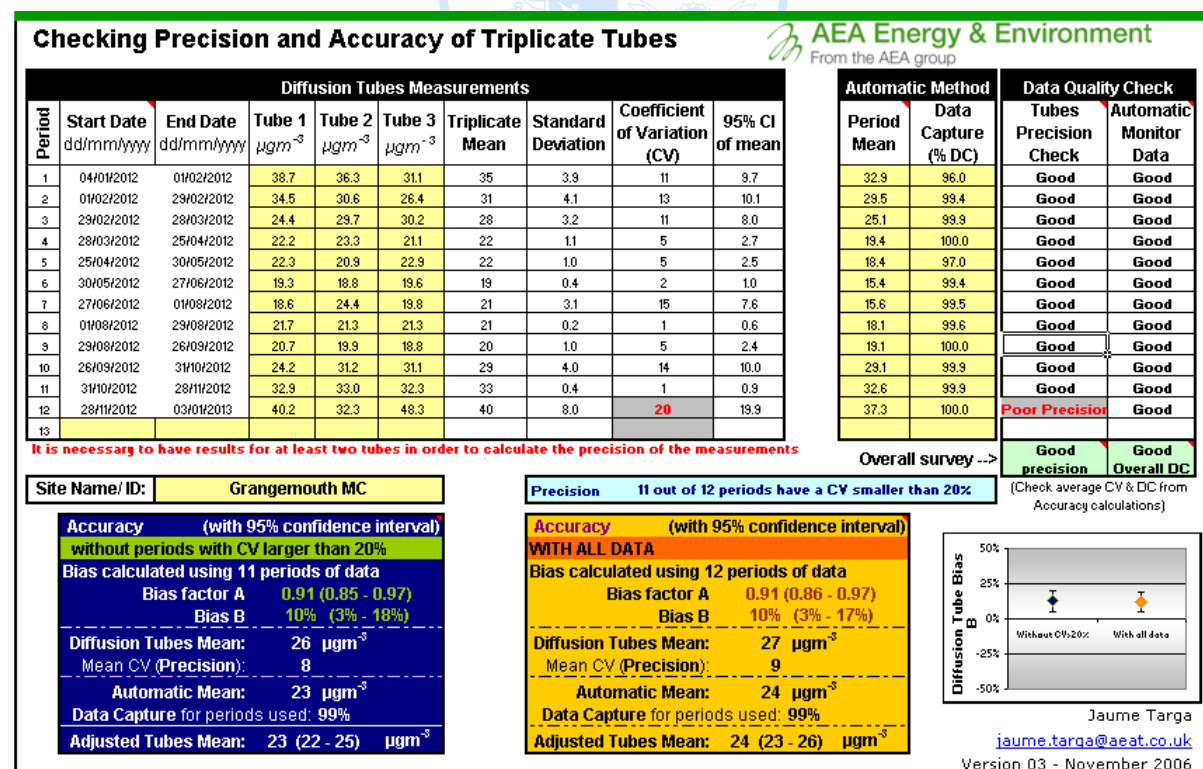 Checking Precision and Accuracy of Triplicate Tubes
AEA Energy & Environment
From the AEA group
Diffusion Tubes Measurements
Automatic Method
Data Quality Check
Period
Start Date dd/mm/yyyy
End Date dd/mm/yyyy
Tube 1 µgm-3
Tube 2 µgm-3
Tube 3 µgm-3
Triplicate Mean
Standard Deviation
Coefficient of Variation (CV)
95% CI of mean
Period Mean
Data Capture (% DC)
Tubes Precision Check
Automatic Monitor Data
1 04/01/2012 01/02/2012 38.7 36.3 31.1 35 3.9 11 9.7 32.9 96.0 Good Good
2 01/02/2012 29/02/2012 34.5 30.6 26.4 31 4.1 13 10.1 29.5 99.4 Good Good
3 29/02/2012 28/03/2012 24.4 29.7 30.2 28 3.2 11 8.0 25.1 99.9 Good Good
4 28/03/2012 25/04/2012 22.2 23.3 21.1 22 1.1 5 2.7 19.4 100.0 Good Good
5 25/04/2012 30/05/2012 22.3 20.9 22.9 22 1.0 5 2.5 18.4 97.0 Good Good
6 30/05/2012 27/06/2012 19.3 18.8 19.6 19 0.4 2 1.0 15.4 99.4 Good Good
7 27/06/2012 01/08/2012 18.6 24.4 19.8 21 3.1 15 7.6 15.6 99.5 Good Good
8 01/08/2012 29/08/2012 21.7 21.3 21.3 21 0.2 1 0.6 18.1 99.6 Good Good
9 29/08/2012 26/09/2012 20.7 19.9 18.8 20 1.0 5 2.4 19.1 100.0 Good Good
10 26/09/2012 31/10/2012 24.2 31.2 31.1 29 4.0 14 10.0 29.1 99.9 Good Good
11 31/10/2012 28/11/2012 32.9 33.0 32.3 33 0.4 1 0.9 32.6 99.9 Good Good
12 28/11/2012 03/01/2013 40.2 32.3 48.3 40 8.0 20 19.9 37.3 100.0 Poor Precision Good
13
It is necessary to have results for at least two tubes in order to calculate the precision of the measurements
Overall survey -->
Good precision
Good Overall DC
(Check average CV & DC from
Accuracy calculations)
Site Name/ ID: Grangemouth MC
Precision 11 out of 12 periods have a CV smaller than 20%
Accuracy (with 95% confidence interval)
without periods with CV larger than 20%
Bias calculated using 11 periods of data
Bias factor A 0.91 (0.85 - 0.97)
Bias B 10% (3% - 18%)
Diffusion Tubes Mean: 26 µgm-3
Mean CV (Precision): 8
Automatic Mean: 23 µgm-3
Data Capture for periods used: 99%
Adjusted Tubes Mean: 23 (22 - 25) µgm-3
Accuracy (with 95% confidence interval)
WITH ALL DATA
Bias calculated using 12 periods of data
Bias factor A 0.91 (0.86 - 0.97)
Bias B 10% (3% - 17%)
Diffusion Tubes Mean: 27 µgm-3
Mean CV (Precision): 9
Automatic Mean: 24 µgm-3
Data Capture for periods used: 99%
Adjusted Tubes Mean: 24 (23 - 26) µgm-3
Diffusion Tube Bias B
50%
25%
0%
-25%
-50%
Without CV>20%
With all data
Jaume Targa
jaume.targa@aeat.co.uk
Version 03 - November 2006